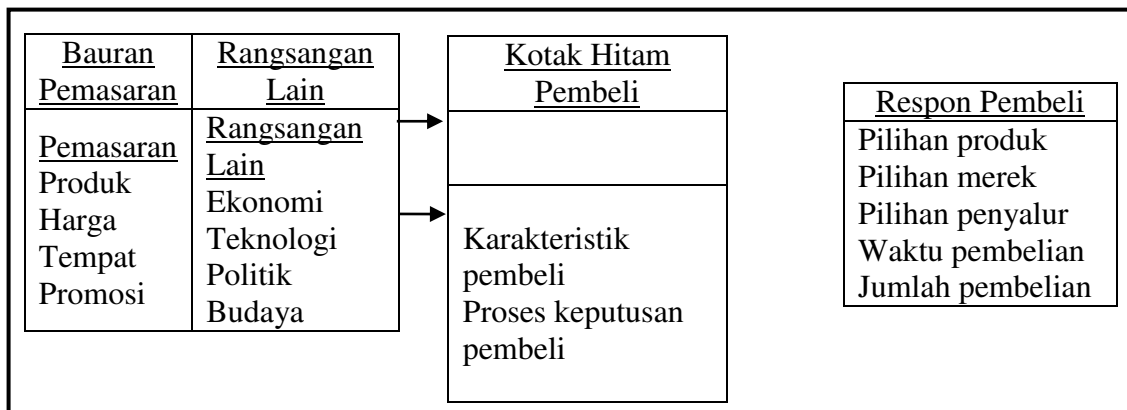 Bauran
Pemasaran
Pemasaran
Produk
Harga
Tempat
Promosi
Rangsangan
Lain
Rangsangan
Lain
Ekonomi
Teknologi
Politik
Budaya
Kotak Hitam
Pembeli
Karakteristik
pembeli
Proses keputusan
pembeli
Respon Pembeli
Pilihan produk
Pilihan merek
Pilihan penyalur
Waktu pembelian
Jumlah pembelian